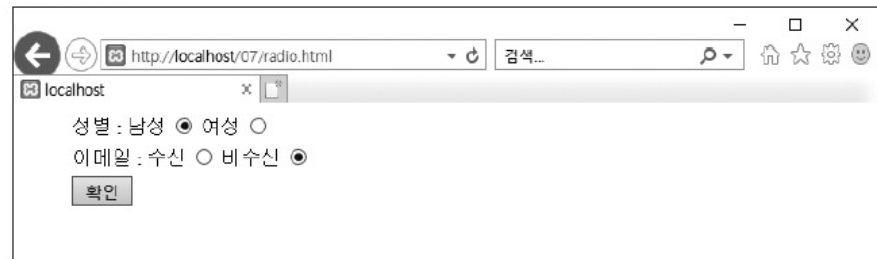 http://localhost/07/radio.html
검색...
localhost
성별 : 남성 여성
이메일 : 수신 비수신
확인